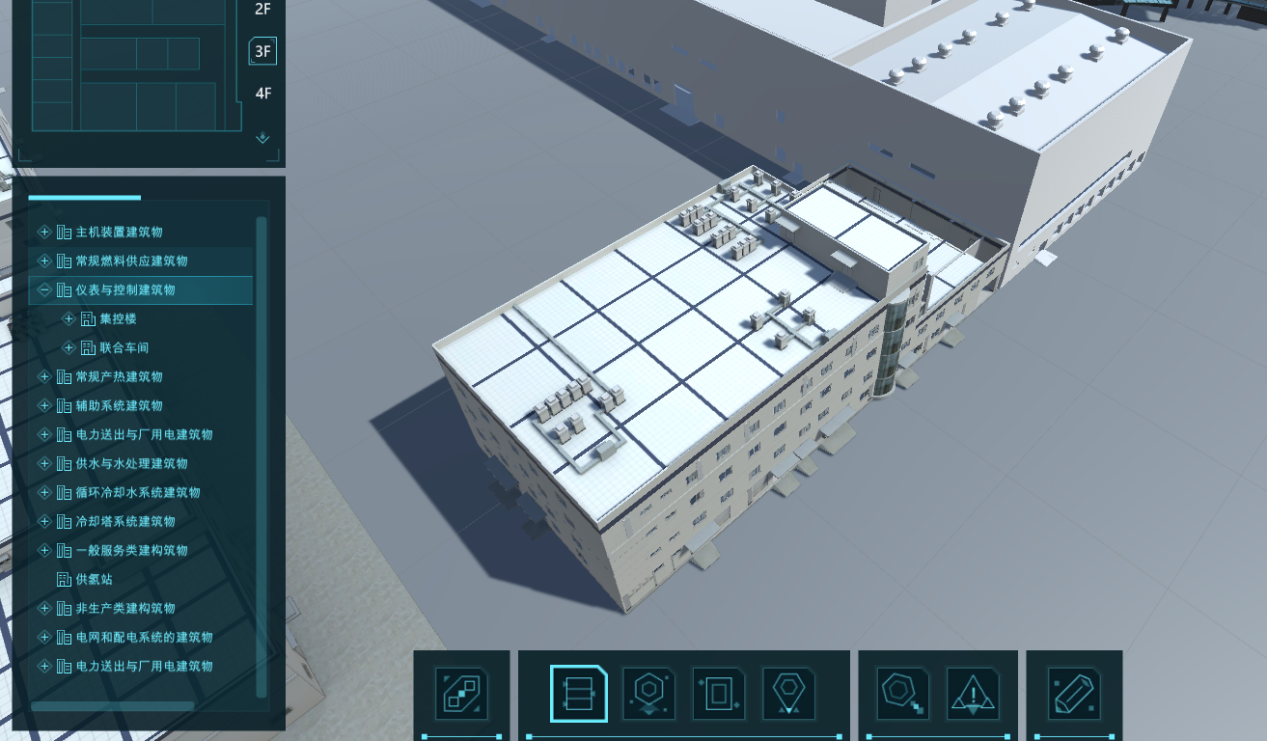 2F
3F
4F
主机装置建筑物
常规燃料供应建筑物
仪表与控制建筑物
集控楼
联合车间
常规产热建筑物
辅助系统建筑物
电力送出与厂用电建筑物
供水与水处理建筑物
循环冷却水系统建筑物
冷却塔系统建筑物
一般服务类建构筑物
供氢站
非生产类建构筑物
电网和配电系统的建筑物
电力送出与厂用电建筑物